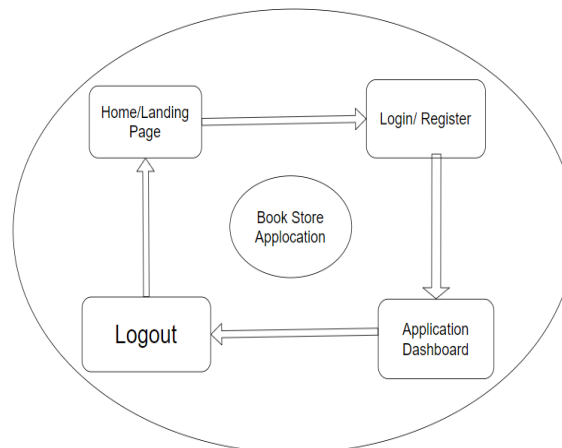 Home/Landing
Page
Login/ Register
Book Store
Applocation
Logout
Application
Dashboard